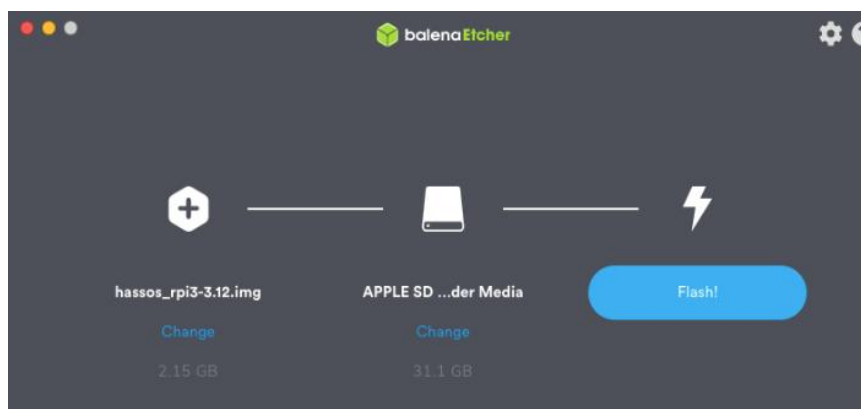 balenaEtcher
hassos_rpi3-3.12.img
APPLE SD ...der Media
Flash!
Change
Change
2.15 GB
31.1 GB